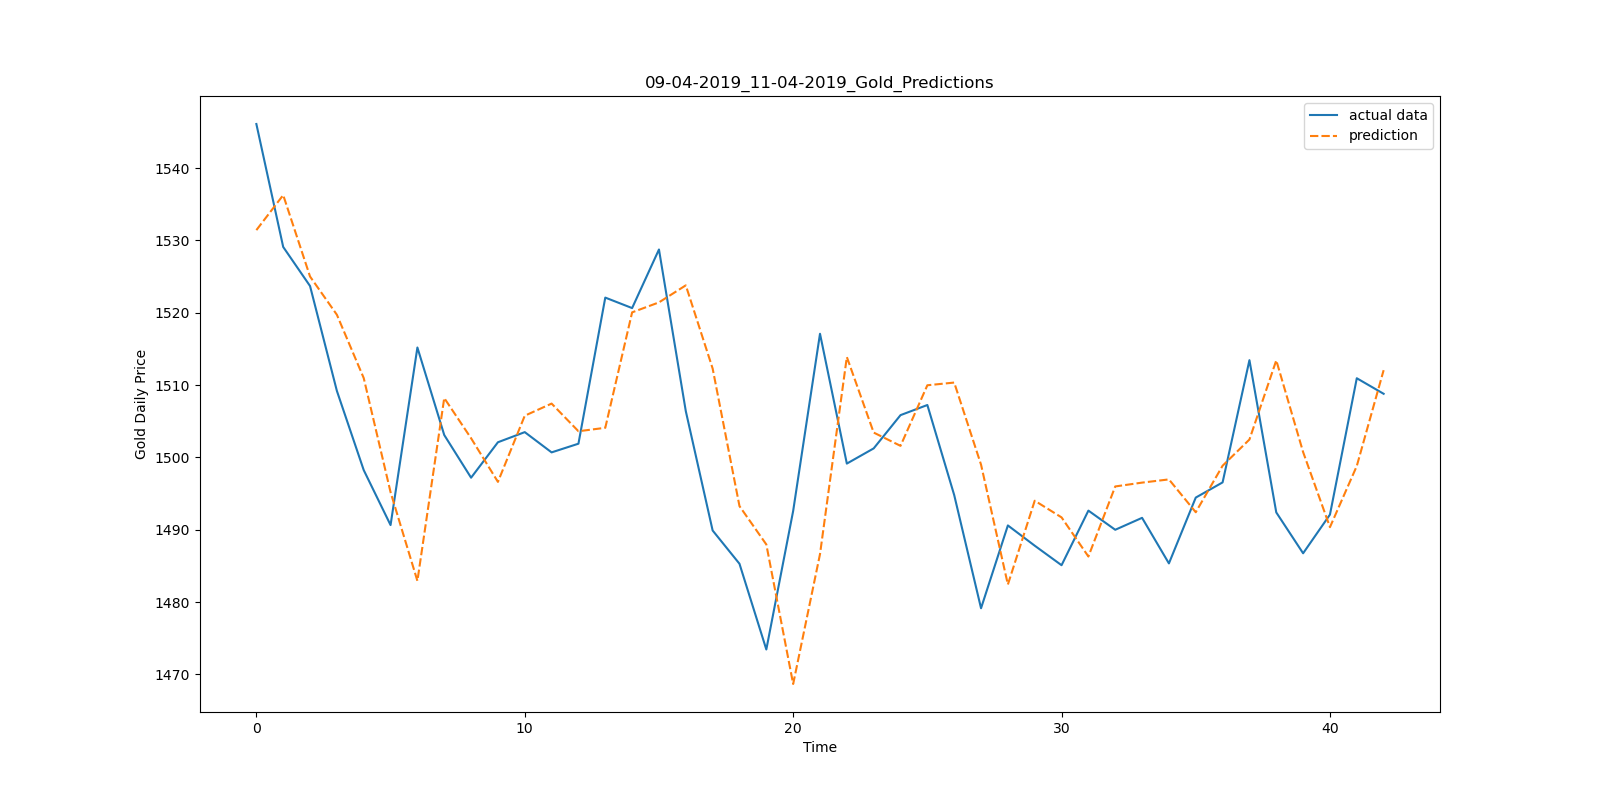 09-04-2019_11-04-2019_Gold_Predictions
actual data
prediction
Gold Daily Price
1540
1530
1520
1510
1500
1490
1480
1470
0 10 20 30 40
Time